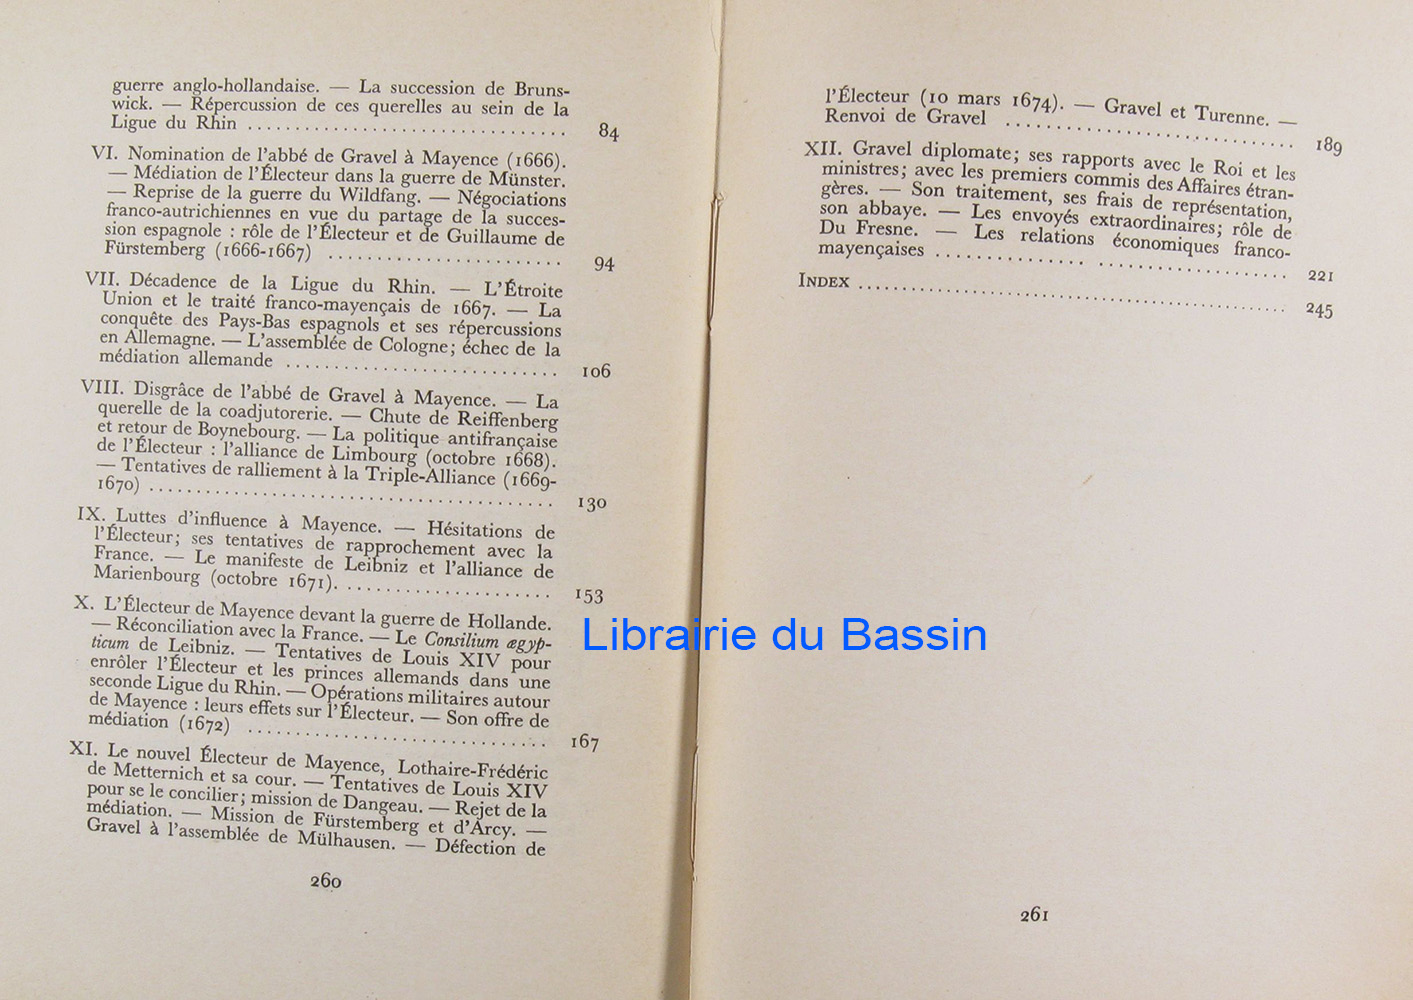 guerre anglo-hollandaise. — La succession de Bruns-
wick. — Répercussion de ces querelles au sein de la
Ligue du Rhin ................................ 84
VI. Nomination de l'abbé de Gravel à Mayence (1666).
— Médiation de l'Électeur dans la guerre de Münster.
— Reprise de la guerre du Wildfang. — Négociations
franco-autrichiennes en vue du partage de la succes-
sion espagnole : rôle de l'Électeur et de Guillaume de
Fürstemberg (1666-1667) ........................ 94
VII. Décadence de la Ligue du Rhin. — L'Étroite
Union et le traité franco-mayençais de 1667. — La
conquête des Pays-Bas espagnols et ses répercussions
en Allemagne. — L'assemblée de Cologne; échec de la
médiation allemande ............................ 106
VIII. Disgrâce de l'abbé de Gravel à Mayence. — La
querelle de la coadjutorerie. — Chute de Reiffenberg
et retour de Boynebourg. — La politique antifrançaise
de l'Électeur : l'alliance de Limbourg (octobre 1668).
— Tentatives de ralliement à la Triple-Alliance (1669-
1670) .......................................... 130
IX. Luttes d'influence à Mayence. — Hésitations de
l'Électeur; ses tentatives de rapprochement avec la
France. — Le manifeste de Leibniz et l'alliance de
Marienbourg (octobre 1671). ..................... 153
X. L'Électeur de Mayence devant la guerre de Hollande.
— Réconciliation avec la France. — Le Consilium ægyp-
ticum de Leibniz. — Tentatives de Louis XIV pour
enrôler l'Électeur et les princes allemands dans une
seconde Ligue du Rhin. — Opérations militaires autour
de Mayence : leurs effets sur l'Électeur. — Son offre de
médiation (1672) ............................... 167
XI. Le nouvel Électeur de Mayence, Lothaire-Frédéric
de Metternich et sa cour. — Tentatives de Louis XIV
pour se le concilier; mission de Dangeau. — Rejet de la
médiation. — Mission de Fürstemberg et d'Arcy. —
Gravel à l'assemblée de Mülhausen. — Défection de
260
l'Électeur (10 mars 1674). — Gravel et Turenne. —
Renvoi de Gravel ............................. 189
XII. Gravel diplomate; ses rapports avec le Roi et les
ministres; avec les premiers commis des Affaires étran-
gères. — Son traitement, ses frais de représentation,
son abbaye. — Les envoyés extraordinaires; rôle de
Du Fresne. — Les relations économiques franco-
mayençaises .................................. 221
INDEX ........................................... 245
261
Librairie du Bassin